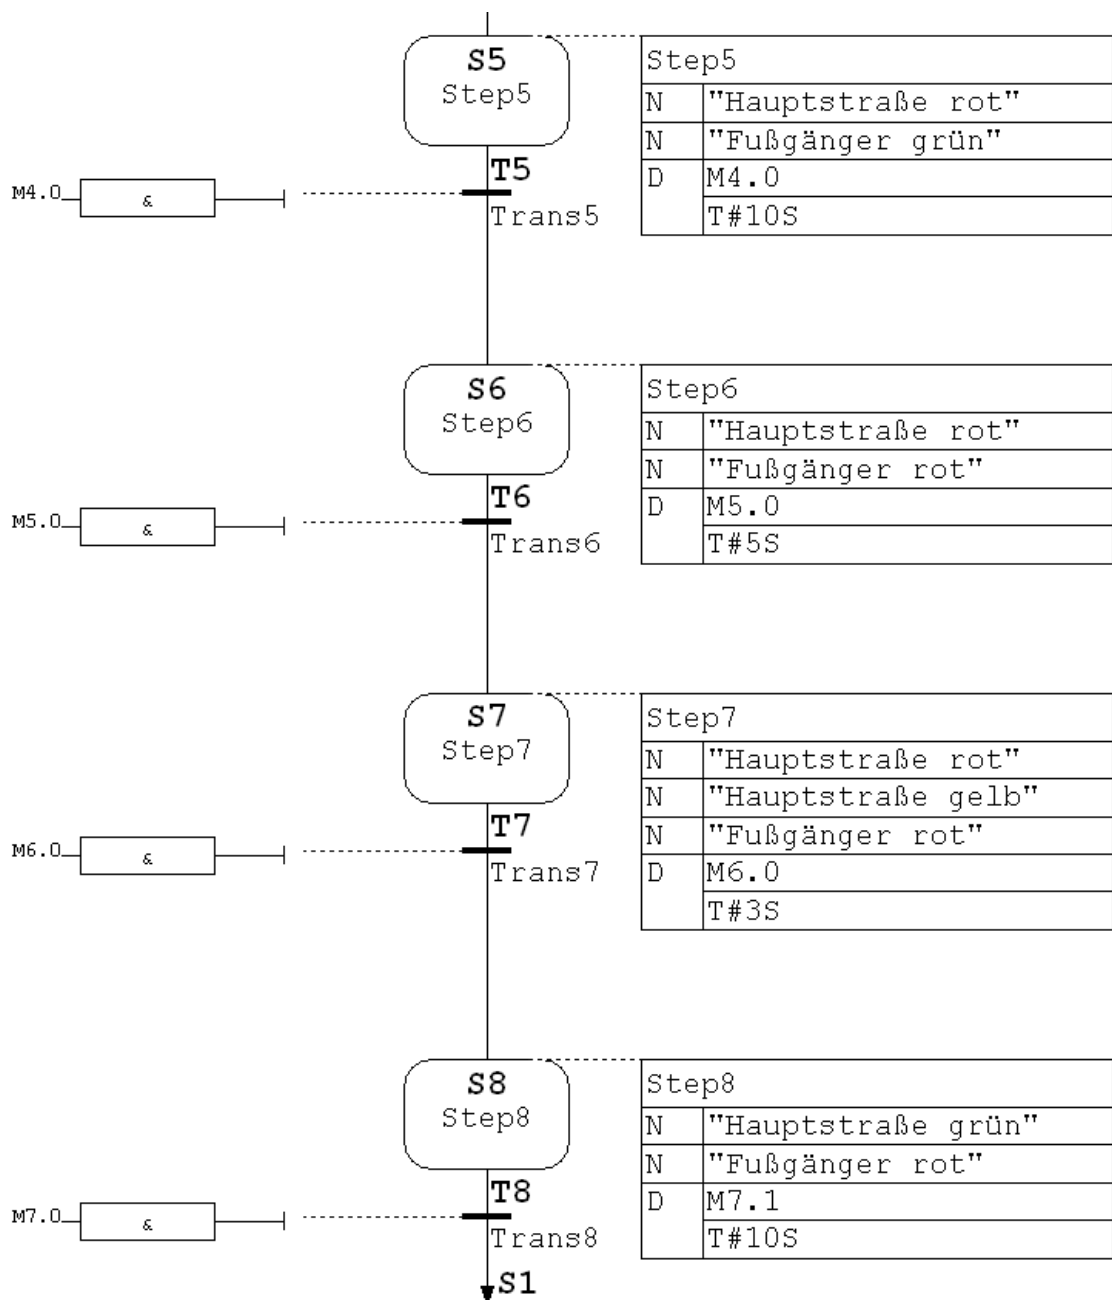 S5
Step5
Step5
N "Hauptstraße rot"
N "Fußgänger grün"
D M4.0
T#10S
T5
M4.0
&
Trans5
S6
Step6
Step6
N "Hauptstraße rot"
N "Fußgänger rot"
D M5.0
T#5S
T6
M5.0
&
Trans6
S7
Step7
Step7
N "Hauptstraße rot"
N "Hauptstraße gelb"
N "Fußgänger rot"
D M6.0
T#3S
T7
M6.0
&
Trans7
S8
Step8
Step8
N "Hauptstraße grün"
N "Fußgänger rot"
D M7.1
T#10S
T8
M7.0
&
Trans8
S1